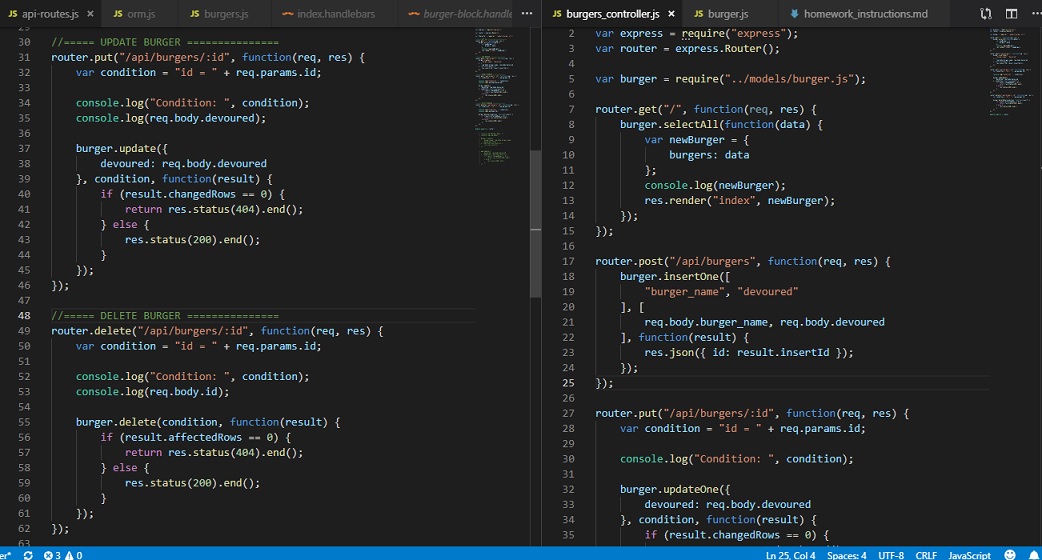 JS api-routes.js × JS orm.js JS burgers.js index.handlebars burger-block.handle ...
30 //===== UPDATE BURGER ===============
31 router.put("/api/burgers/:id", function(req, res) {
32 var condition = "id = " + req.params.id;
33
34 console.log("Condition: ", condition);
35 console.log(req.body.devoured);
36
37 burger.update({
38 devoured: req.body.devoured
39 }, condition, function(result) {
40 if (result.changedRows == 0) {
41 return res.status(404).end();
42 } else {
43 res.status(200).end();
44 }
45 });
46 });
47
48 //===== DELETE BURGER ===============
49 router.delete("/api/burgers/:id", function(req, res) {
50 var condition = "id = " + req.params.id;
51
52 console.log("Condition: ", condition);
53 console.log(req.body.id);
54
55 burger.delete(condition, function(result) {
56 if (result.affectedRows == 0) {
57 return res.status(404).end();
58 } else {
59 res.status(200).end();
60 }
61 });
62 });
63
JS burgers_controller.js × JS burger.js homework_instructions.md ...
2 var express = require("express");
3 var router = express.Router();
4
5 var burger = require("../models/burger.js");
6
7 router.get("/", function(req, res) {
8 burger.selectAll(function(data) {
9 var newBurger = {
10 burgers: data
11 };
12 console.log(newBurger);
13 res.render("index", newBurger);
14 });
15 });
16
17 router.post("/api/burgers", function(req, res) {
18 burger.insertOne([
19 "burger_name", "devoured"
20 ], [
21 req.body.burger_name, req.body.devoured
22 ], function(result) {
23 res.json({ id: result.insertId });
24 });
25 });
26
27 router.put("/api/burgers/:id", function(req, res) {
28 var condition = "id = " + req.params.id;
29
30 console.log("Condition: ", condition);
31
32 burger.updateOne({
33 devoured: req.body.devoured
34 }, condition, function(result) {
35 if (result.changedRows == 0) {
er* 3 0 Ln 25, Col 4 Spaces: 4 UTF-8 CRLF JavaScript